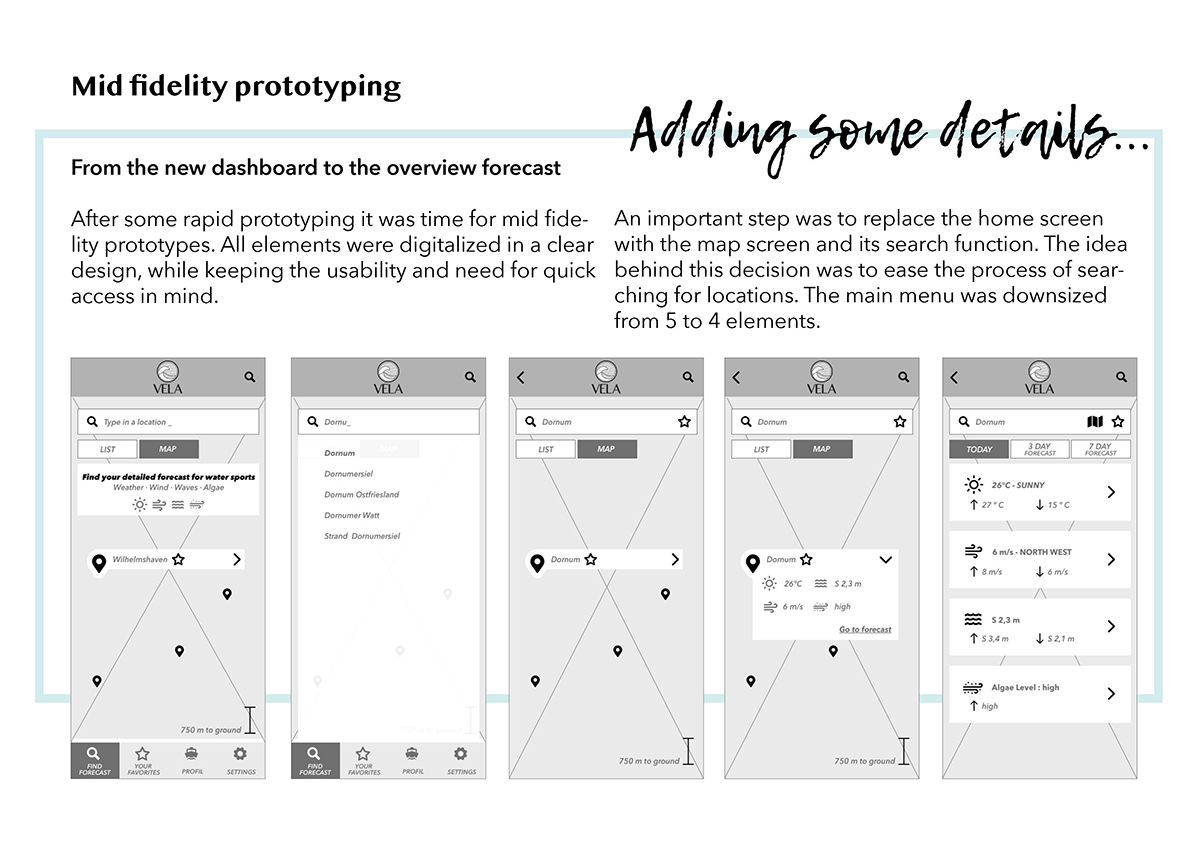 Mid fidelity prototyping
Adding some details...
From the new dashboard to the overview forecast
After some rapid prototyping it was time for mid fide-
lity prototypes. All elements were digitalized in a clear
design, while keeping the usability and need for quick
access in mind.
An important step was to replace the home screen
with the map screen and its search function. The idea
behind this decision was to ease the process of sear-
ching for locations. The main menu was downsized
from 5 to 4 elements.
VELA
Type in a location _
LIST
MAP
Find your detailed forecast for water sports
Weather - Wind - Waves - Algae
Wilhelmshaven
750 m to ground
FIND
FORECAST
YOUR
FAVORITES
PROFIL
SETTINGS
VELA
Dornu_
MAP
Dornum
Dornumersiel
Dornum Ostfriesland
Dornumer Watt
Strand Dornumersiel
750 m to ground
FIND
FORECAST
YOUR
FAVORITES
PROFIL
SETTINGS
VELA
Dornum
LIST
MAP
Dornum
750 m to ground
VELA
Dornum
LIST
MAP
Dornum
26°C
S 2,3 m
6 m/s
high
Go to forecast
750 m to ground
VELA
Dornum
TODAY
3 DAY
FORECAST
7 DAY
FORECAST
26°C - SUNNY
27 ° C
15 ° C
6 m/s - NORTH WEST
8 m/s
6 m/s
S 2,3 m
S 3,4 m
S 2,1 m
Algae Level : high
high